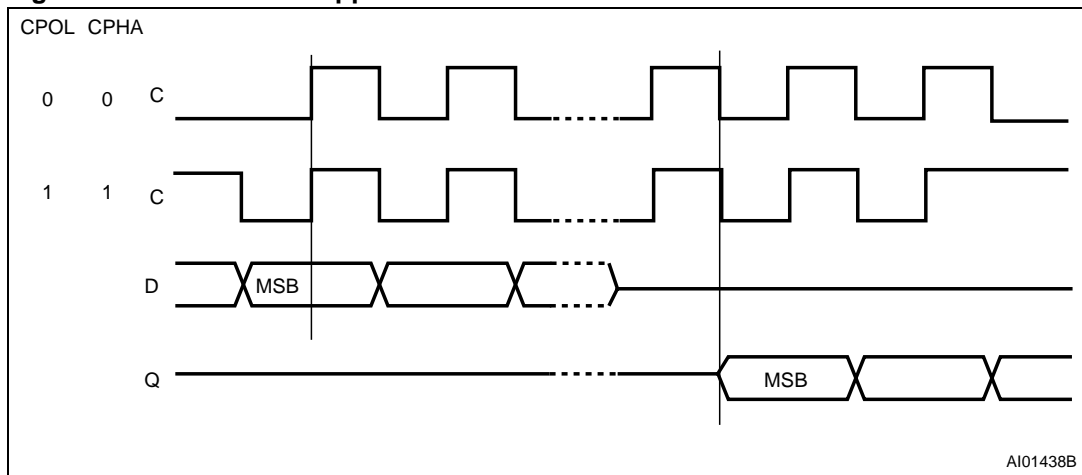 CPOL CPHA
0 0 C
1 1 C
D MSB
Q MSB
AI01438B